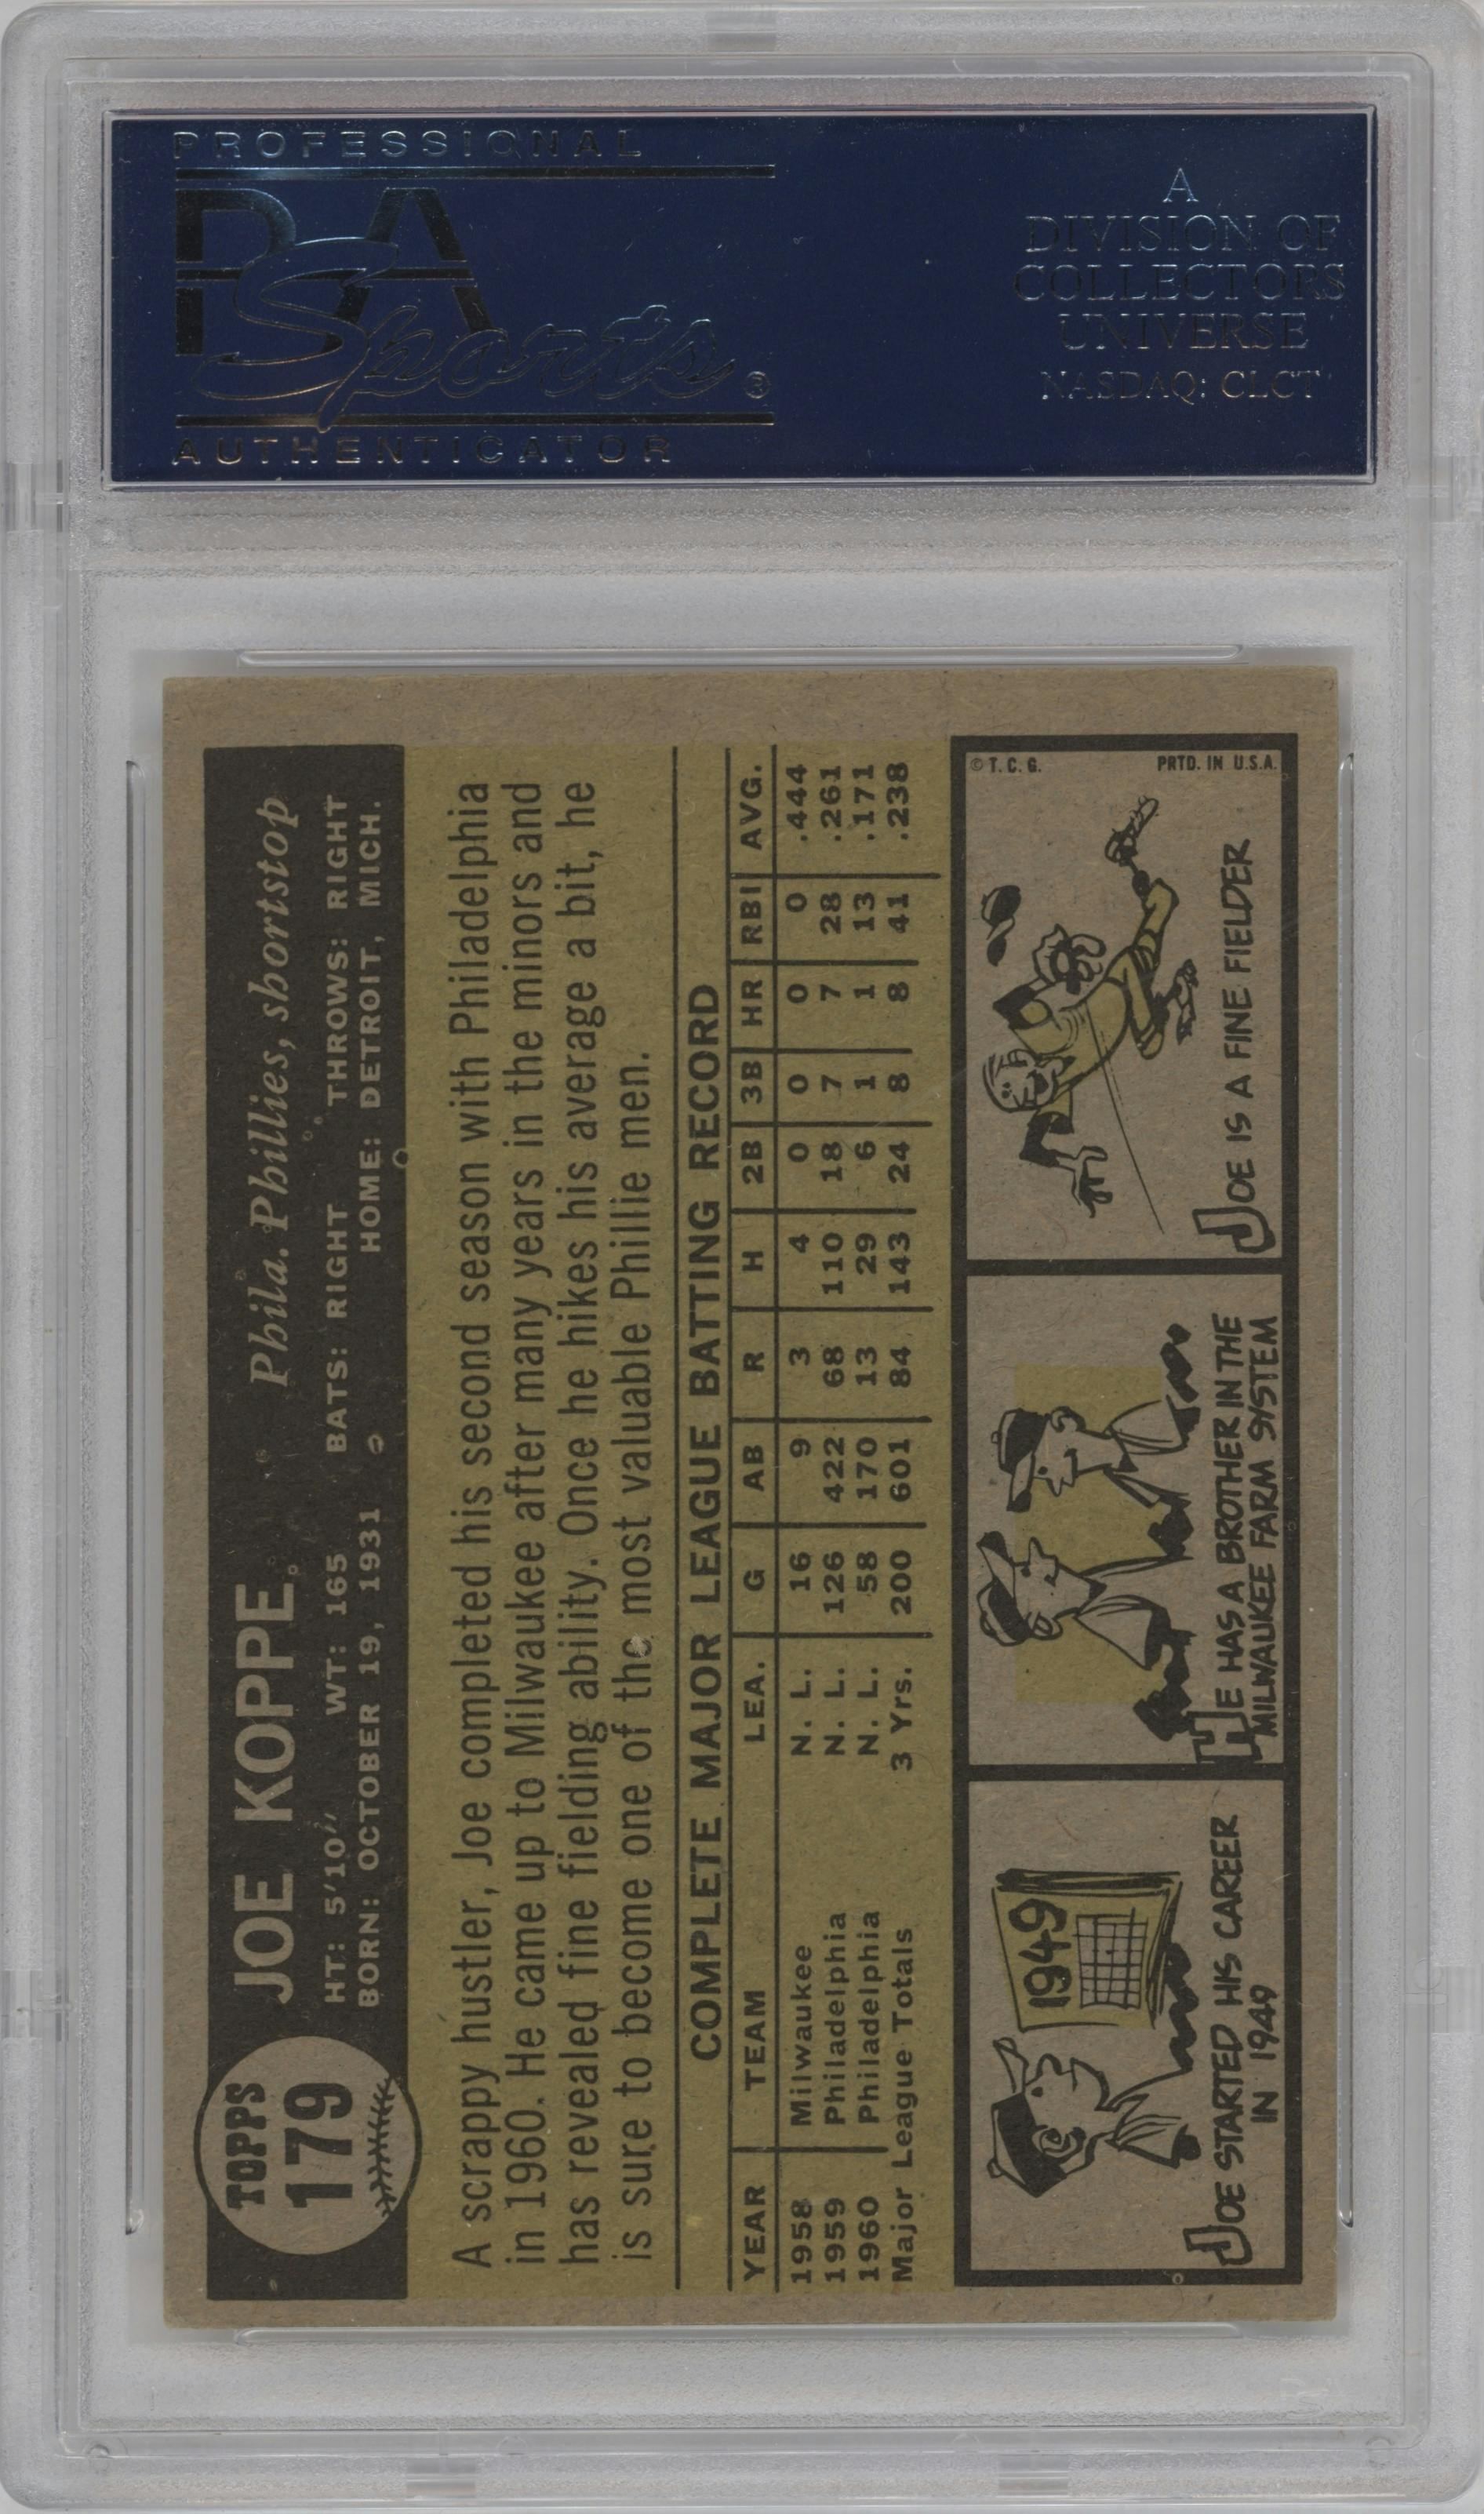 PROFESSIONAL
PSA
Sports®
AUTHENTICATOR
A
DIVISION OF
COLLECTORS
UNIVERSE
NASDAQ: CLCT
TOPPS
179
JOE KOPPE Phila. Phillies, shortstop
HT: 5'10" WT: 165 BATS: RIGHT THROWS: RIGHT
BORN: OCTOBER 19, 1931 HOME: DETROIT, MICH.
A scrappy hustler, Joe completed his second season with Philadelphia
in 1960. He came up to Milwaukee after many years in the minors and
has revealed fine fielding ability. Once he hikes his average a bit, he
is sure to become one of the most valuable Phillie men.
COMPLETE MAJOR LEAGUE BATTING RECORD
YEAR TEAM LEA. G AB R H 2B 3B HR RBI AVG.
1958 Milwaukee N. L. 16 9 3 4 0 0 0 0 .444
1959 Philadelphia N. L. 126 422 68 110 18 7 7 28 .261
1960 Philadelphia N. L. 58 170 13 29 6 1 1 13 .171
Major League Totals 3 Yrs. 200 601 84 143 24 8 8 41 .238
1949
JOE STARTED HIS CAREER
IN 1949
HE HAS A BROTHER IN THE
MILWAUKEE FARM SYSTEM
© T. C. G. PRTD. IN U.S.A.
JOE IS A FINE FIELDER